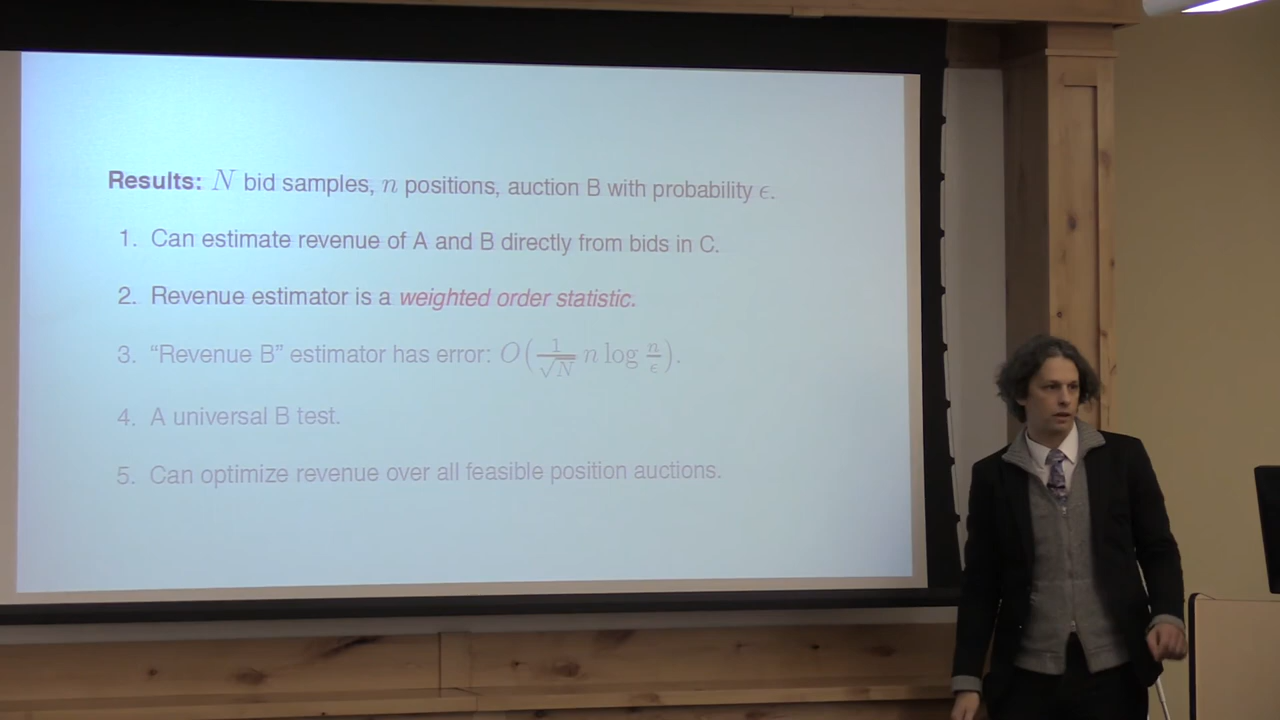 Results: N bid samples, n positions, auction B with probability ϵ.
1. Can estimate revenue of A and B directly from bids in C.
2. Revenue estimator is a weighted order statistic.
3. “Revenue B” estimator has error: O(1/√N n log n/ϵ).
4. A universal B test.
5. Can optimize revenue over all feasible position auctions.